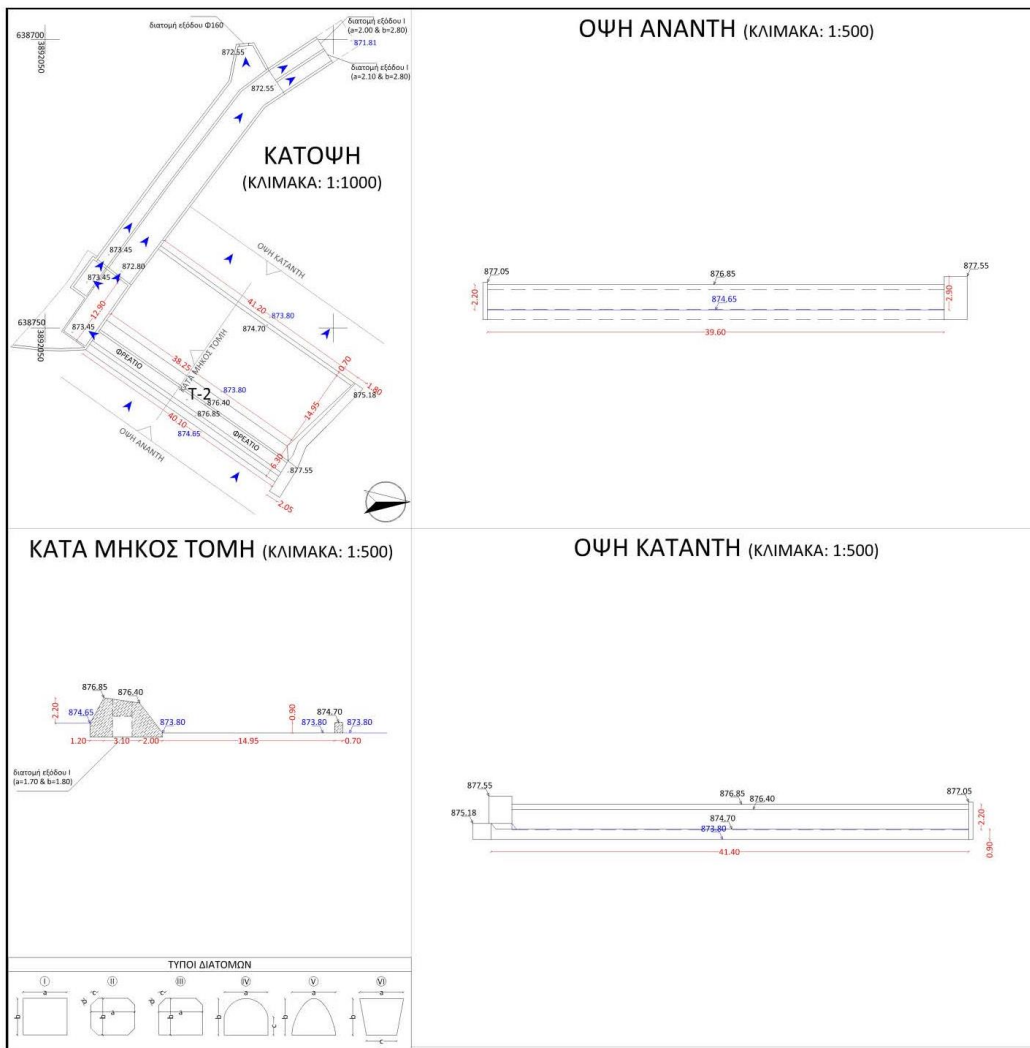 διατομή εξόδου Φ160
διατομή εξόδου Ι
(a=2.00 & b=2.80)
871.81
638700
3892050
872.55
διατομή εξόδου Ι
(a=2.10 & b=2.80)
872.55
ΚΑΤΟΨΗ
(ΚΛΙΜΑΚΑ: 1:1000)
873.45
872.80
873.45
ΟΨΗ ΚΑΤΑΝΤΗ
12.90
41.20
873.80
874.70
638750
3892050
873.45
ΦΡΕΑΤΙΟ
38.25
ΚΑΤΑ ΜΗΚΟΣ ΤΟΜΗ
0.70
1.80
875.18
T-2
873.80
876.40
876.85
14.95
40.10
874.65
ΦΡΕΑΤΙΟ
ΟΨΗ ΑΝΑΝΤΗ
6.30
877.55
2.05
ΟΨΗ ΑΝΑΝΤΗ (ΚΛΙΜΑΚΑ: 1:500)
877.05
876.85
877.55
2.20
874.65
2.90
39.60
ΚΑΤΑ ΜΗΚΟΣ ΤΟΜΗ (ΚΛΙΜΑΚΑ: 1:500)
876.85
876.40
2.20
874.65
873.80
0.90
873.80
874.70
873.80
1.20
3.10
2.00
14.95
0.70
διατομή εξόδου Ι
(a=1.70 & b=1.80)
ΟΨΗ ΚΑΤΑΝΤΗ (ΚΛΙΜΑΚΑ: 1:500)
877.55
876.85
876.40
877.05
875.18
874.70
873.80
2.20
0.90
41.40
ΤΥΠΟΙ ΔΙΑΤΟΜΩΝ
I
II
III
IV
V
VI
a
b
c
c
a
b
c
c
a
b
a
b
c
a
b
a
b
c